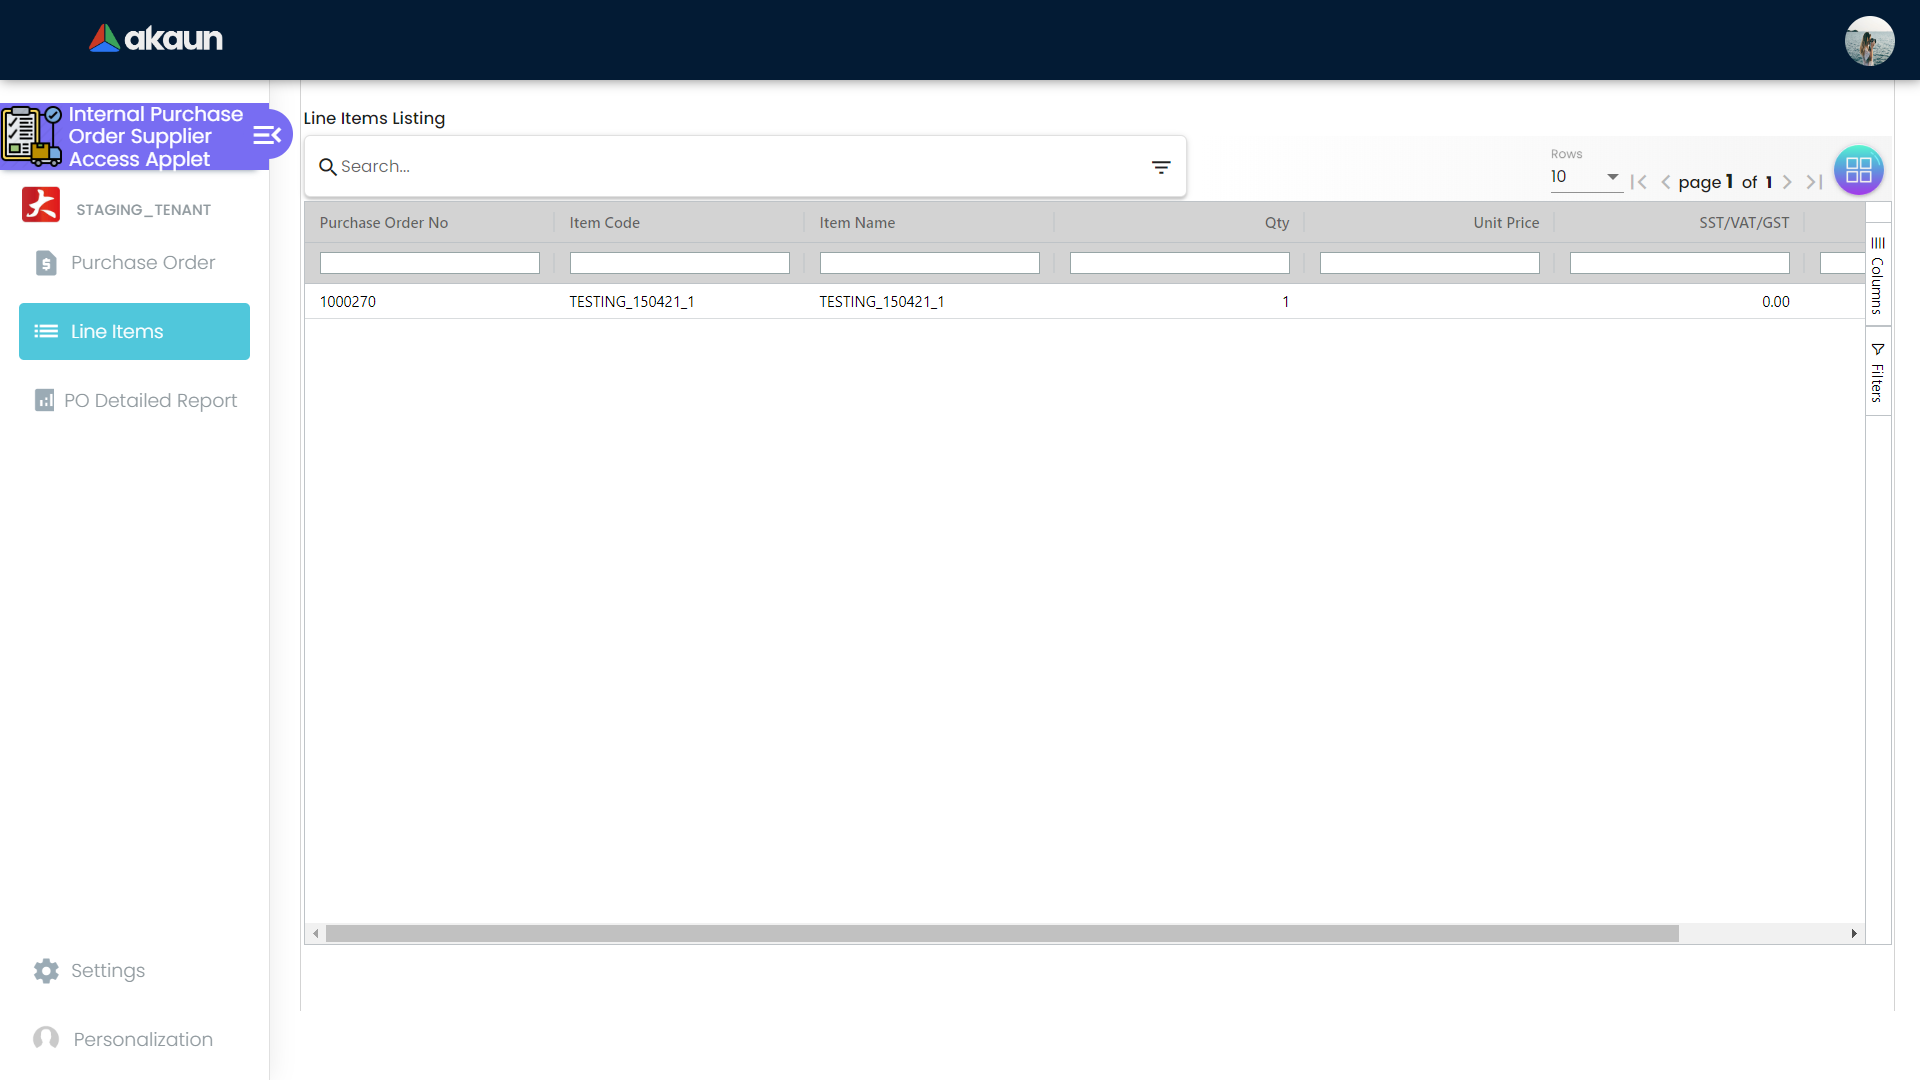 akaun
Internal Purchase
Order Supplier
Access Applet
STAGING_TENANT
Purchase Order
Line Items
PO Detailed Report
Settings
Personalization
Line Items Listing
Search...
Rows
10
page 1 of 1
Purchase Order No Item Code Item Name Qty Unit Price SST/VAT/GST
1000270 TESTING_150421_1 TESTING_150421_1 1 0.00
Columns
Filters